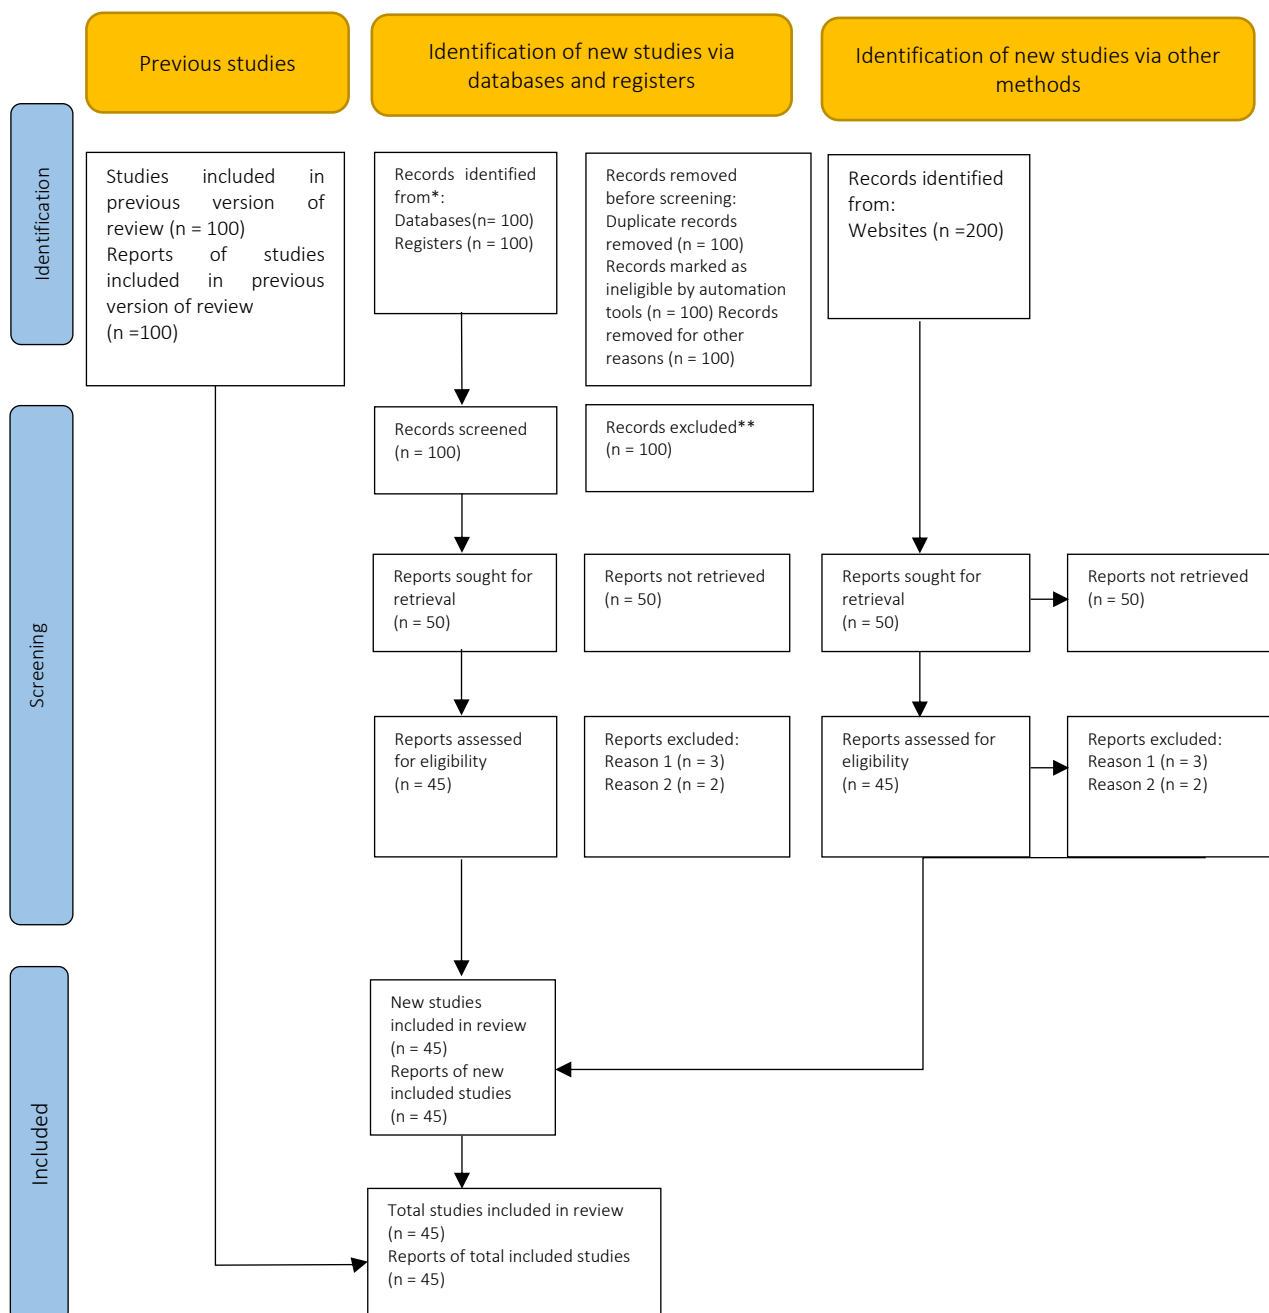 Previous studies
Identification of new studies via
databases and registers
Identification of new studies via other
methods
Identification
Studies included in
previous version of
review (n = 100)
Reports of studies
included in previous
version of review
(n =100)
Records identified
from*:
Databases(n= 100)
Registers (n = 100)
Records removed
before screening:
Duplicate records
removed (n = 100)
Records marked as
ineligible by automation
tools (n = 100) Records
removed for other
reasons (n = 100)
Records identified
from:
Websites (n =200)
Screening
Records screened
(n = 100)
Records excluded**
(n = 100)
Reports sought for
retrieval
(n = 50)
Reports not retrieved
(n = 50)
Reports sought for
retrieval
(n = 50)
Reports not retrieved
(n = 50)
Reports assessed
for eligibility
(n = 45)
Reports excluded:
Reason 1 (n = 3)
Reason 2 (n = 2)
Reports assessed for
eligibility
(n = 45)
Reports excluded:
Reason 1 (n = 3)
Reason 2 (n = 2)
Included
New studies
included in review
(n = 45)
Reports of new
included studies
(n = 45)
Total studies included in review
(n = 45)
Reports of total included studies
(n = 45)